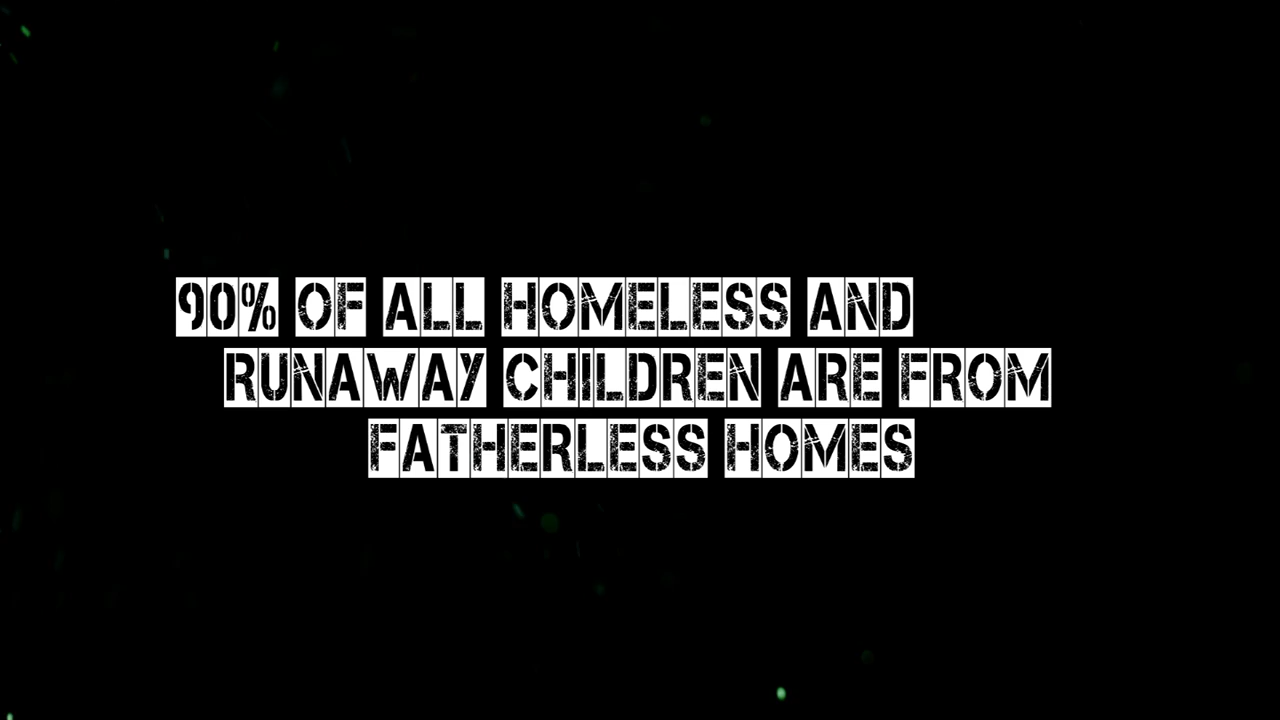 90% OF ALL HOMELESS AND
RUNAWAY CHILDREN ARE FROM
FATHERLESS HOMES